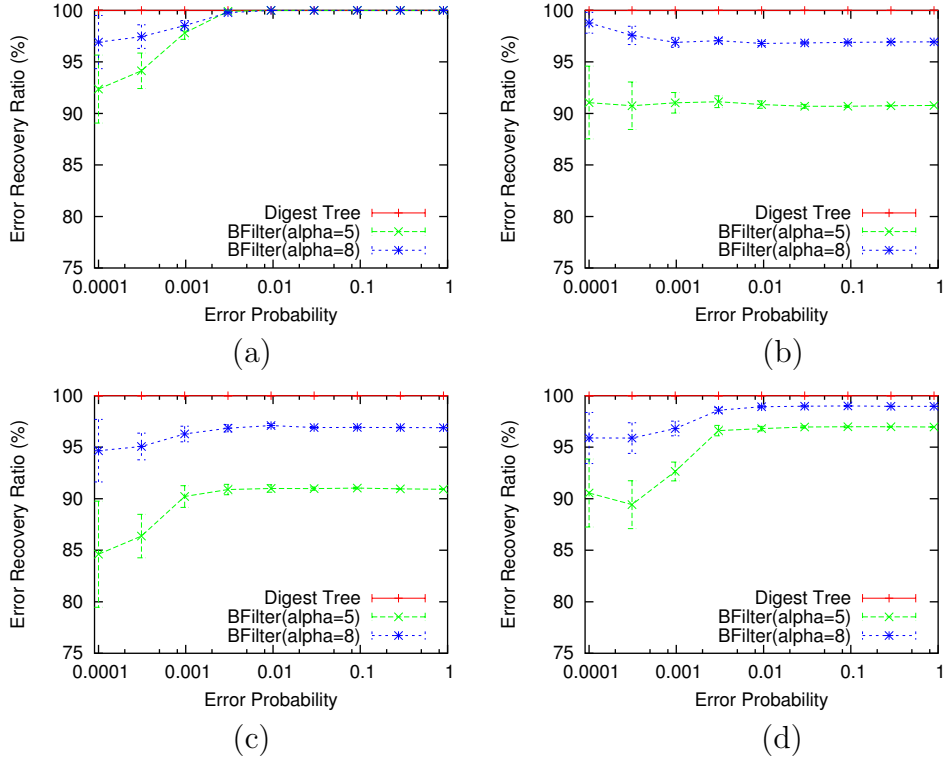 100
95
90
85
80
75
Error Recovery Ratio (%)
Digest Tree
BFilter(alpha=5)
BFilter(alpha=8)
0.0001 0.001 0.01 0.1 1
Error Probability
(a)
100
95
90
85
80
75
Error Recovery Ratio (%)
Digest Tree
BFilter(alpha=5)
BFilter(alpha=8)
0.0001 0.001 0.01 0.1 1
Error Probability
(b)
100
95
90
85
80
75
Error Recovery Ratio (%)
Digest Tree
BFilter(alpha=5)
BFilter(alpha=8)
0.0001 0.001 0.01 0.1 1
Error Probability
(c)
100
95
90
85
80
75
Error Recovery Ratio (%)
Digest Tree
BFilter(alpha=5)
BFilter(alpha=8)
0.0001 0.001 0.01 0.1 1
Error Probability
(d)